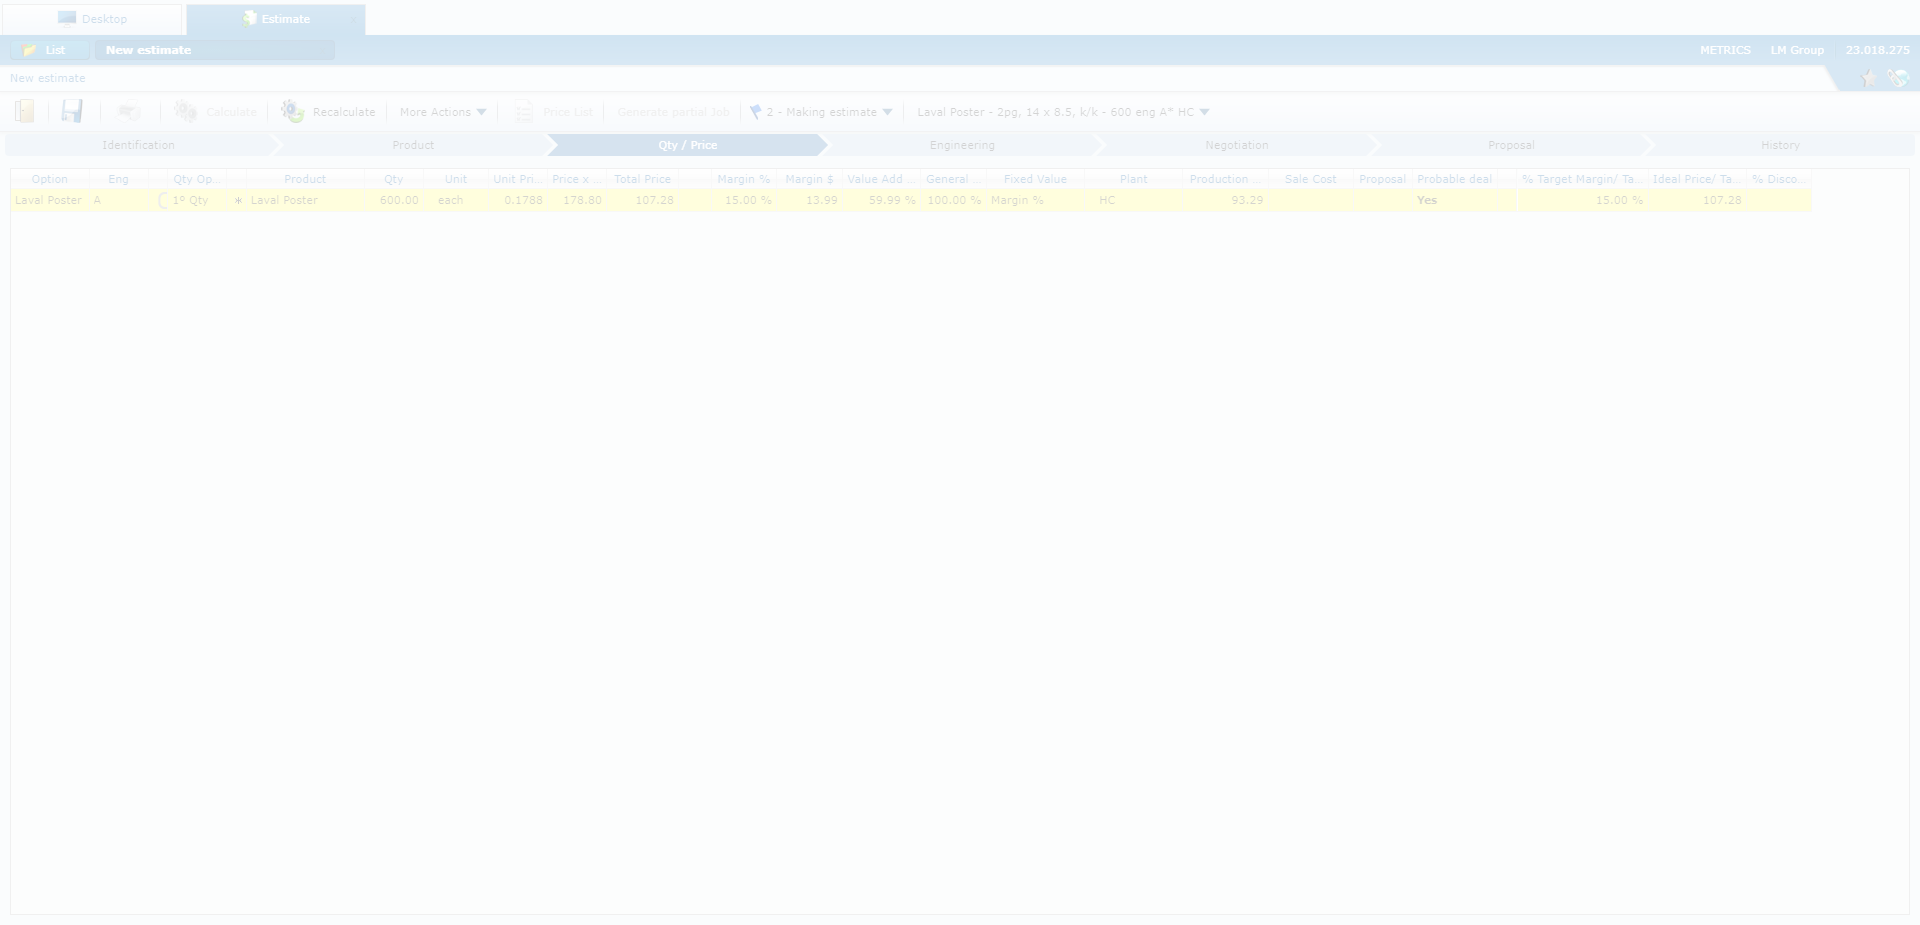 Desktop Estimate
List New estimate METRICS LM Group 23.018.275
New estimate
Calculate Recalculate More Actions Price List Generate partial Job 2 - Making estimate Laval Poster - 2pg, 14 x 8.5, k/k - 600 eng A* HC
Identification Product Qty / Price Engineering Negotiation Proposal History
Option Eng Qty Op... Product Qty Unit Unit Pri... Price x ... Total Price Margin % Margin $ Value Add... General ... Fixed Value Plant Production ... Sale Cost Proposal Probable deal % Target Margin/ Ta... Ideal Price/ Ta... % Disco...
Laval Poster A 1º Qty * Laval Poster 600.00 each 0.1788 178.80 107.28 15.00 % 13.99 59.99 % 100.00 % Margin % HC 93.29 Yes 15.00 % 107.28